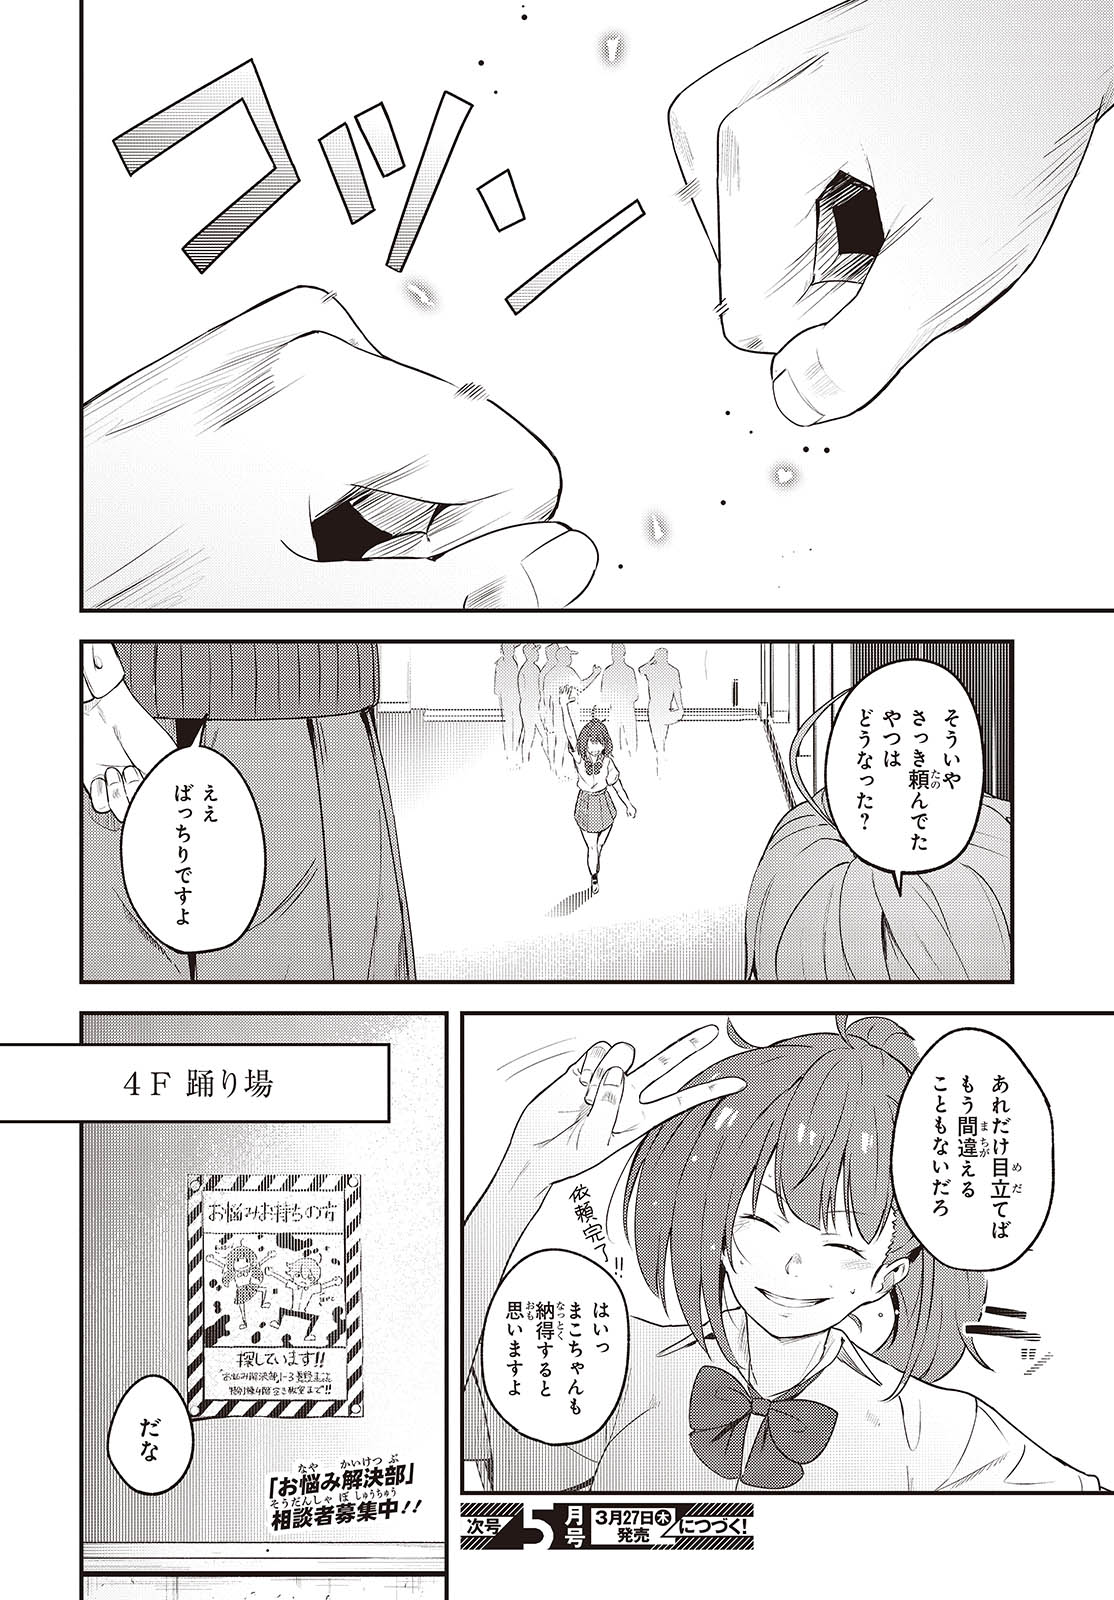 コツン
そういや
さっき頼んでた
やつは
どうなった?
ええ
ばっちりですよ
あれだけ目立てば
もう間違える
こともないだろ
依頼完了!!
はいっ
まこちゃんも
納得すると
思いますよ
4F 踊り場
お悩みお持ちの方
探しています!!
だな
「お悩み解決部」
相談者募集中!!
次号5月号3月27日(木)発売につづく!